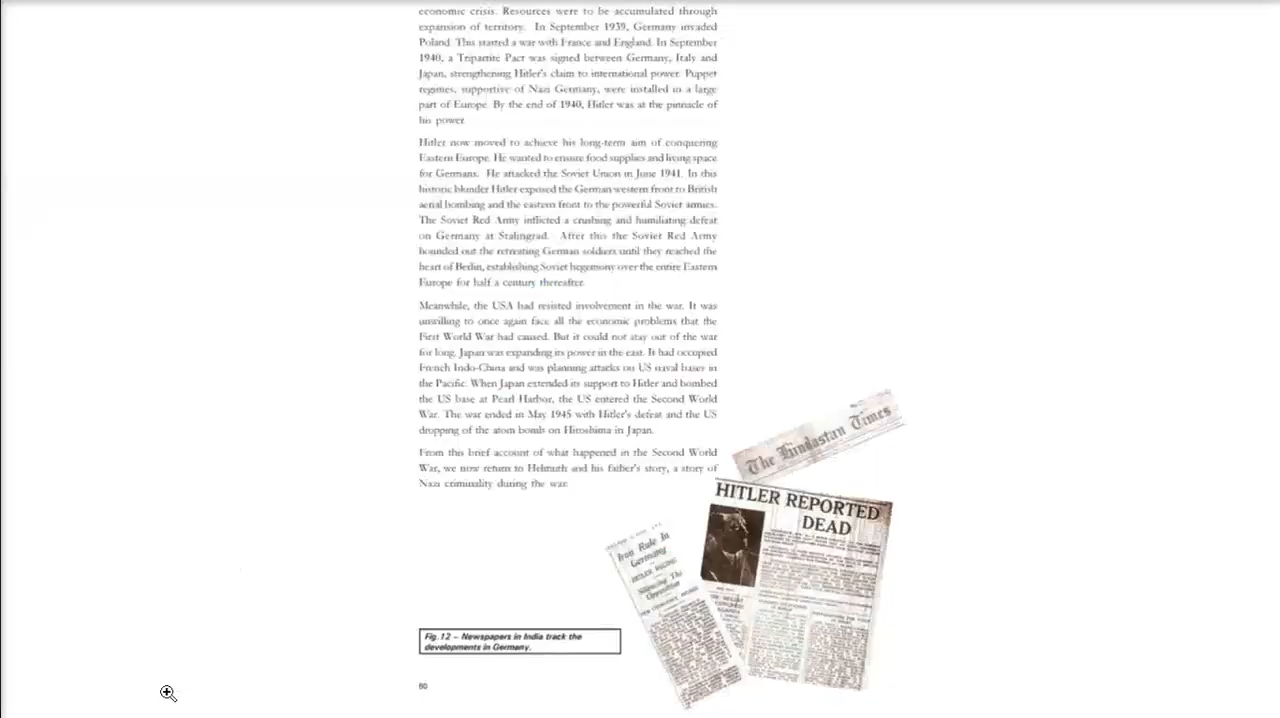 economic crisis. Resources were to be accumulated through
expansion of territory. In September 1939, Germany invaded
Poland. This started a war with France and England. In September
1940, a Tripartite Pact was signed between Germany, Italy and
Japan, strengthening Hitler's claim to international power. Puppet
regimes, supportive of Nazi Germany, were installed in a large
part of Europe. By the end of 1940, Hitler was at the pinnacle of
his power.
Hitler now moved to achieve his long-term aim of conquering
Eastern Europe. He wanted to ensure food supplies and living space
for Germans. He attacked the Soviet Union in June 1941. In this
historic blunder Hitler exposed the German western front to British
aerial bombing and the eastern front to the powerful Soviet armies.
The Soviet Red Army inflicted a crushing and humiliating defeat
on Germany at Stalingrad. After this the Soviet Red Army
hounded out the retreating German soldiers until they reached the
heart of Berlin, establishing Soviet hegemony over the entire Eastern
Europe for half a century thereafter.
Meanwhile, the USA had resisted involvement in the war. It was
unwilling to once again face all the economic problems that the
First World War had caused. But it could not stay out of the war
for long. Japan was expanding its power in the east. It had occupied
French Indo-China and was planning attacks on US naval bases in
the Pacific. When Japan extended its support to Hitler and bombed
the US base at Pearl Harbor, the US entered the Second World
War. The war ended in May 1945 with Hitler's defeat and the US
dropping of the atom bomb on Hiroshima in Japan.
From this brief account of what happened in the Second World
War, we now return to Helmuth and his father's story, a story of
Nazi criminality during the war.
The Hindustan Times
HITLER REPORTED
DEAD
Iron Rule In
Germany
Silencing The
Opposition
Fig.12 – Newspapers in India track the
developments in Germany.
60